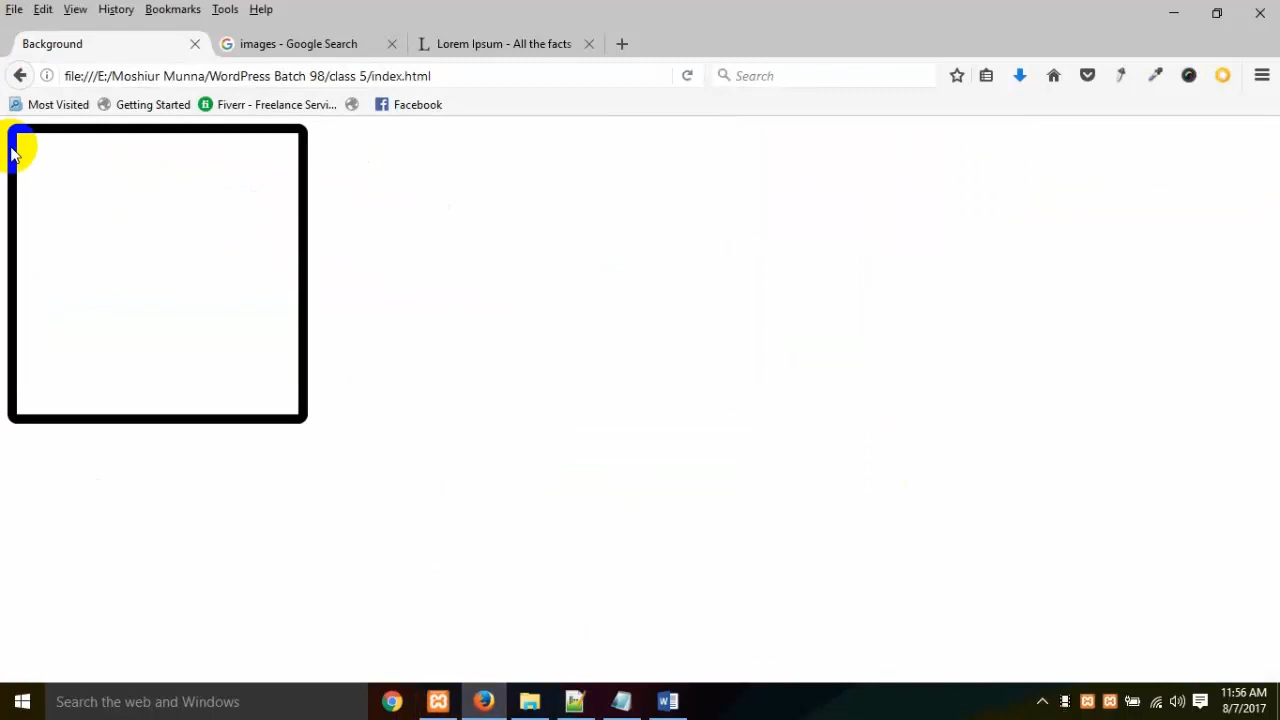 File Edit View History Bookmarks Tools Help
Background images - Google Search Lorem Ipsum - All the facts
file:///E:/Moshiur Munna/WordPress Batch 98/class 5/index.html Search
Most Visited Getting Started Fiverr - Freelance Servi... Facebook
Search the web and Windows
11:56 AM
8/7/2017